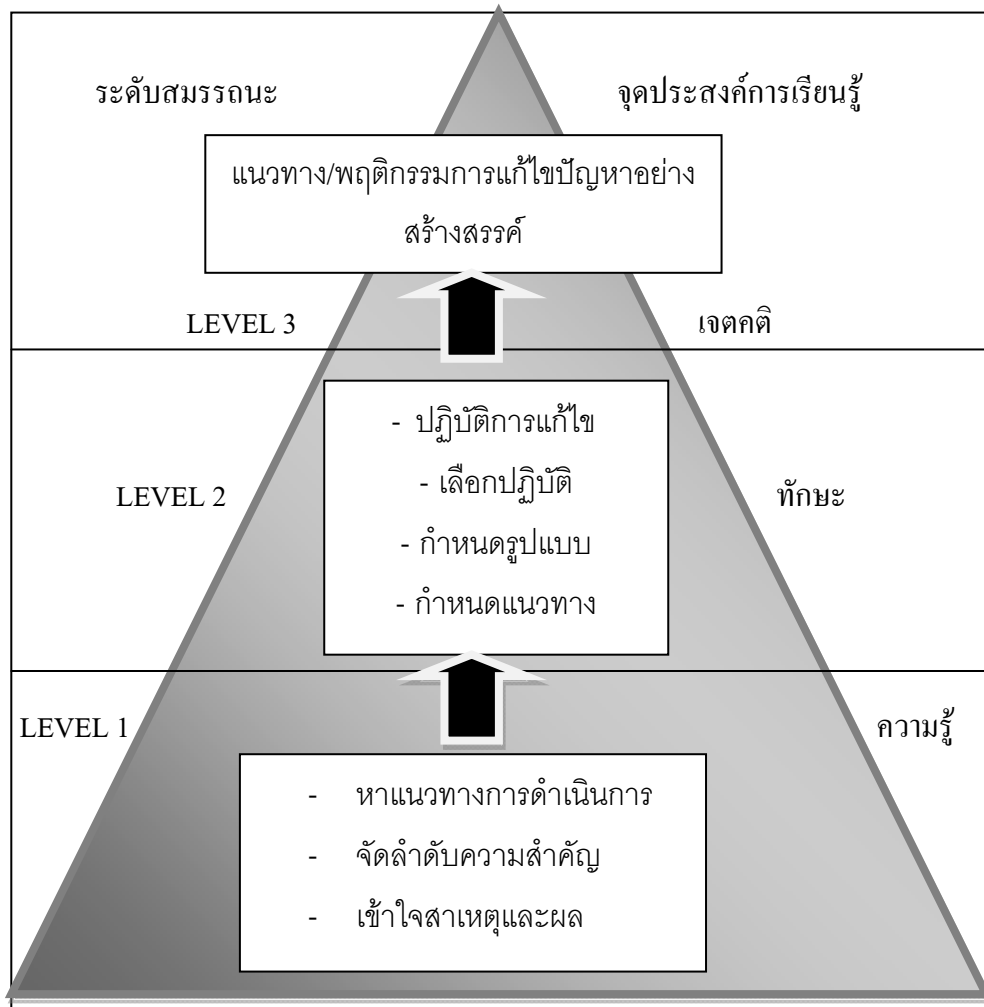 ระดับสมรรถนะ
จุดประสงค์การเรียนรู้
แนวทาง/พฤติกรรมการแก้ไขปัญหาอย่าง
สร้างสรรค์
LEVEL 3
เจตคติ
- ปฏิบัติการแก้ไข
- เลือกปฏิบัติ
- กำหนดรูปแบบ
- กำหนดแนวทาง
LEVEL 2
ทักษะ
LEVEL 1
ความรู้
- หาแนวทางการดำเนินการ
- จัดลำดับความสำคัญ
- เข้าใจสาเหตุและผล